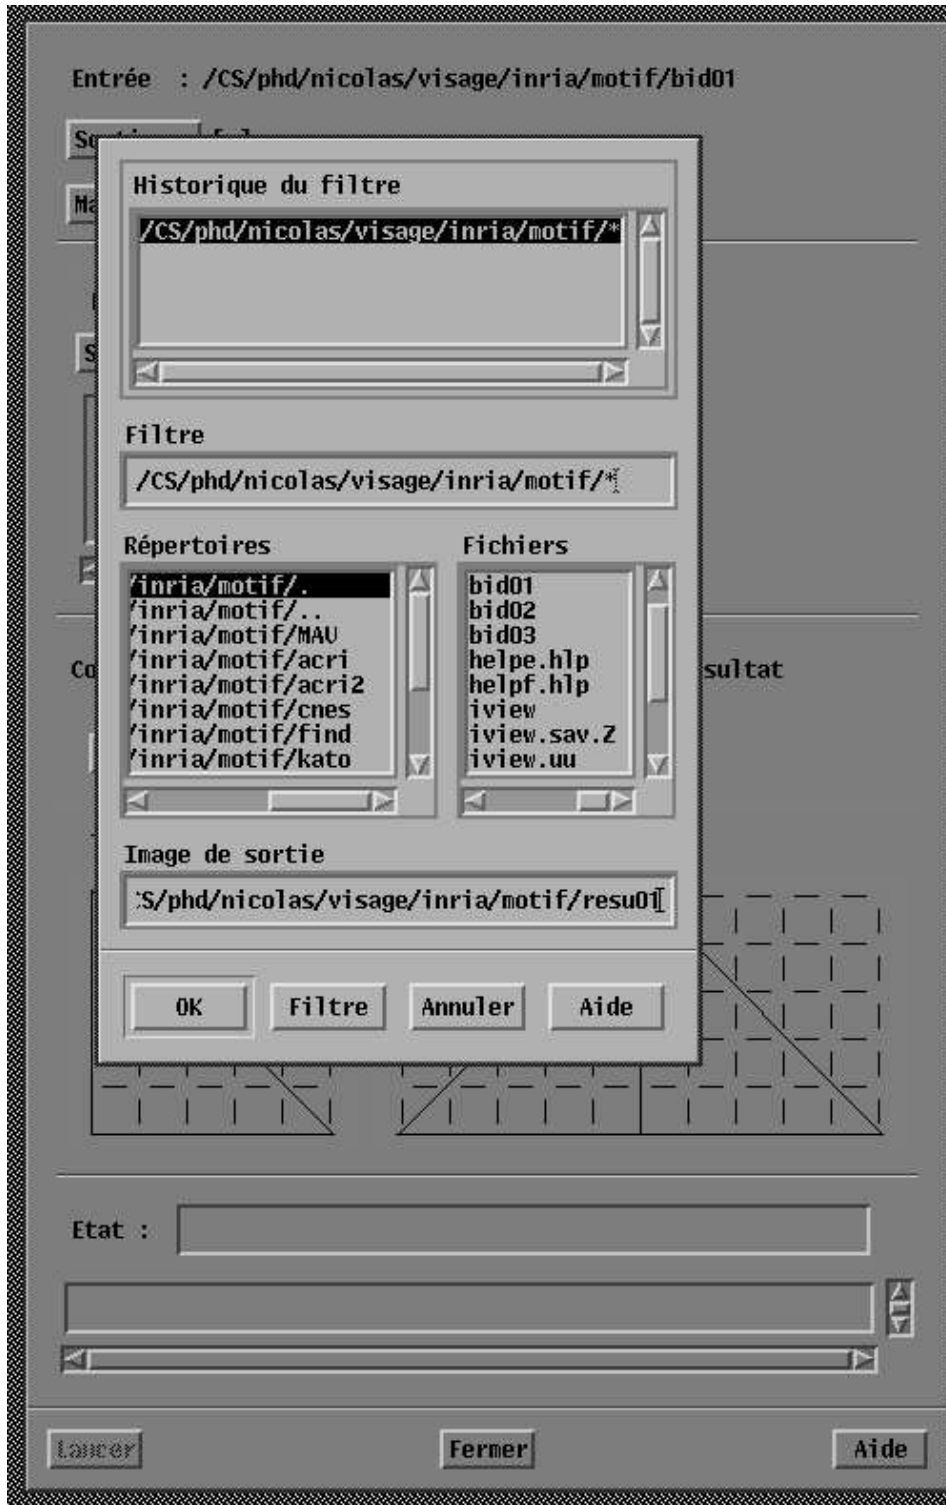 Entrée : /CS/phd/nicolas/visage/inria/motif/bid01
Historique du filtre
/CS/phd/nicolas/visage/inria/motif/*
Filtre
/CS/phd/nicolas/visage/inria/motif/*
Répertoires
/inria/motif/.
/inria/motif/..
/inria/motif/MAU
/inria/motif/acri
/inria/motif/acri2
/inria/motif/cnes
/inria/motif/find
/inria/motif/kato
Fichiers
bid01
bid02
bid03
helpe.hlp
helpf.hlp
iview
iview.sav.Z
iview.uu
Co
sultat
Image de sortie
S/phd/nicolas/visage/inria/motif/resu01
OK Filtre Annuler Aide
Etat :
Lancer Fermer Aide